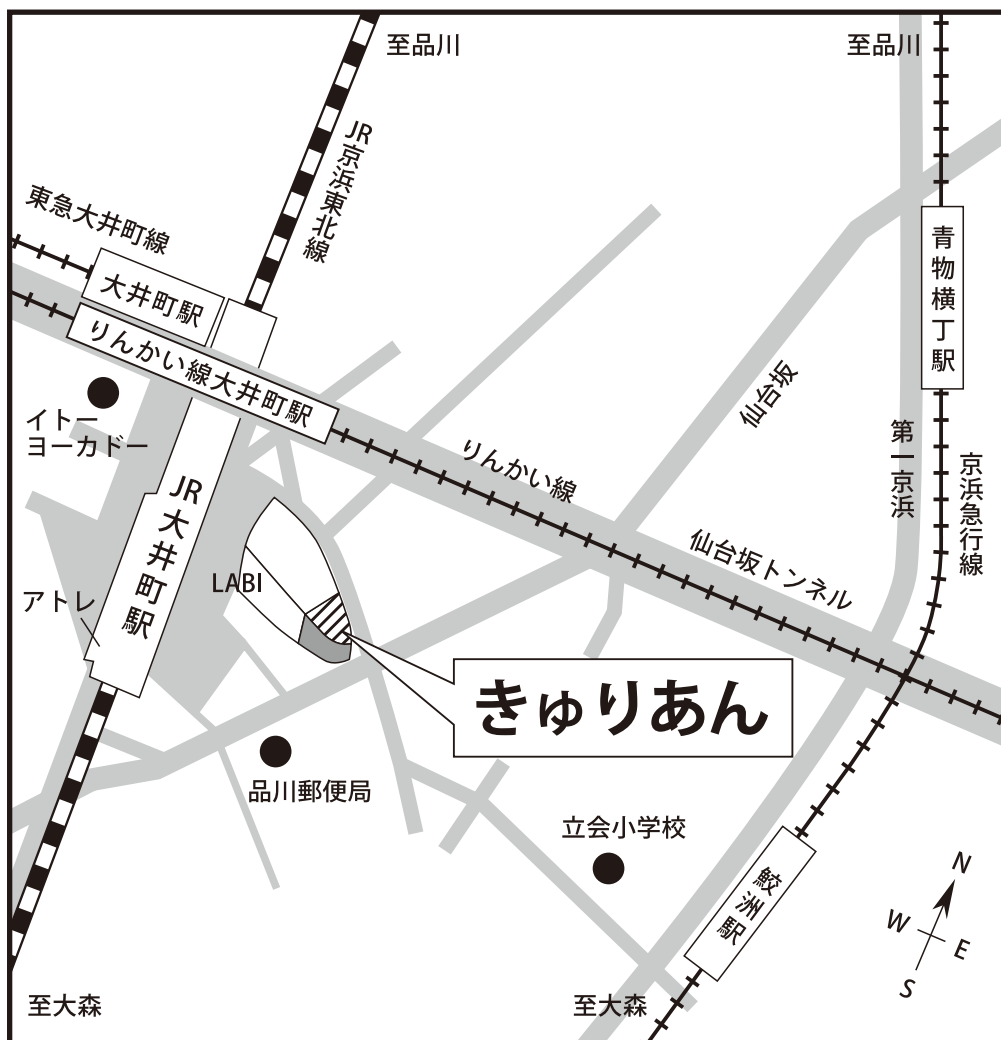 至品川
至品川
JR京浜東北線
東急大井町線
大井町駅
りんかい線大井町駅
青物横丁駅
イトー
ヨーカドー
仙台坂
りんかい線
第一京浜
京浜急行線
JR大井町駅
仙台坂トンネル
LABI
アトレ
きゅりあん
品川郵便局
立会小学校
鮫洲駅
N
W
E
S
至大森
至大森